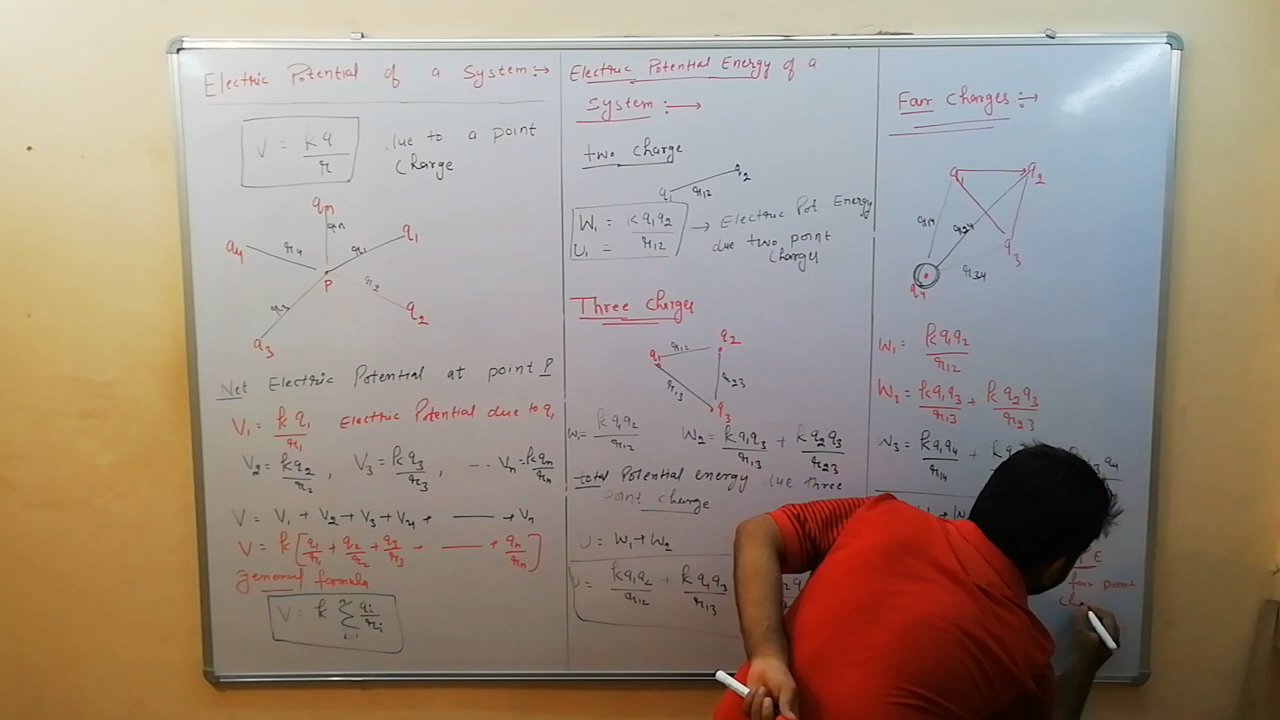 Electric Potential of a System :→
V = kq/r due to a point
charge
qn
rn
q4
r4
r1
q1
P
r2
r3
q2
q3
Net Electric Potential at point P
V1 = kq1/r1 Electric Potential due to q1
V2 = kq2/r2, V3 = kq3/r3, -- Vn = kqn/rn
V = V1 + V2 + V3 + V4 + —— + Vn
V = k[q1/r1 + q2/r2 + q3/r3 + —— + qn/rn]
general formula
V = k Σ qi/ri
n
i=1
Electric Potential Energy of a
System :→
two charge
q1 r12 q2
W1 = kq1q2/r12 → Electric Pot Energy
U1 = due two point
charges
Three Charges
q1 r12 q2
r13 r23
q3
W1 = kq1q2/r12 W2 = kq1q3/r13 + kq2q3/r23
total Potential energy due three
point charge
U = W1 + W2
U = kq1q2/r12 + kq1q3/r13
Four Charges :→
q1 q2
r14 r24
q3
r34
q4
W1 = kq1q2/r12
W2 = kq1q3/r13 + kq2q3/r23
W3 = kq1q4/r14 +
four point